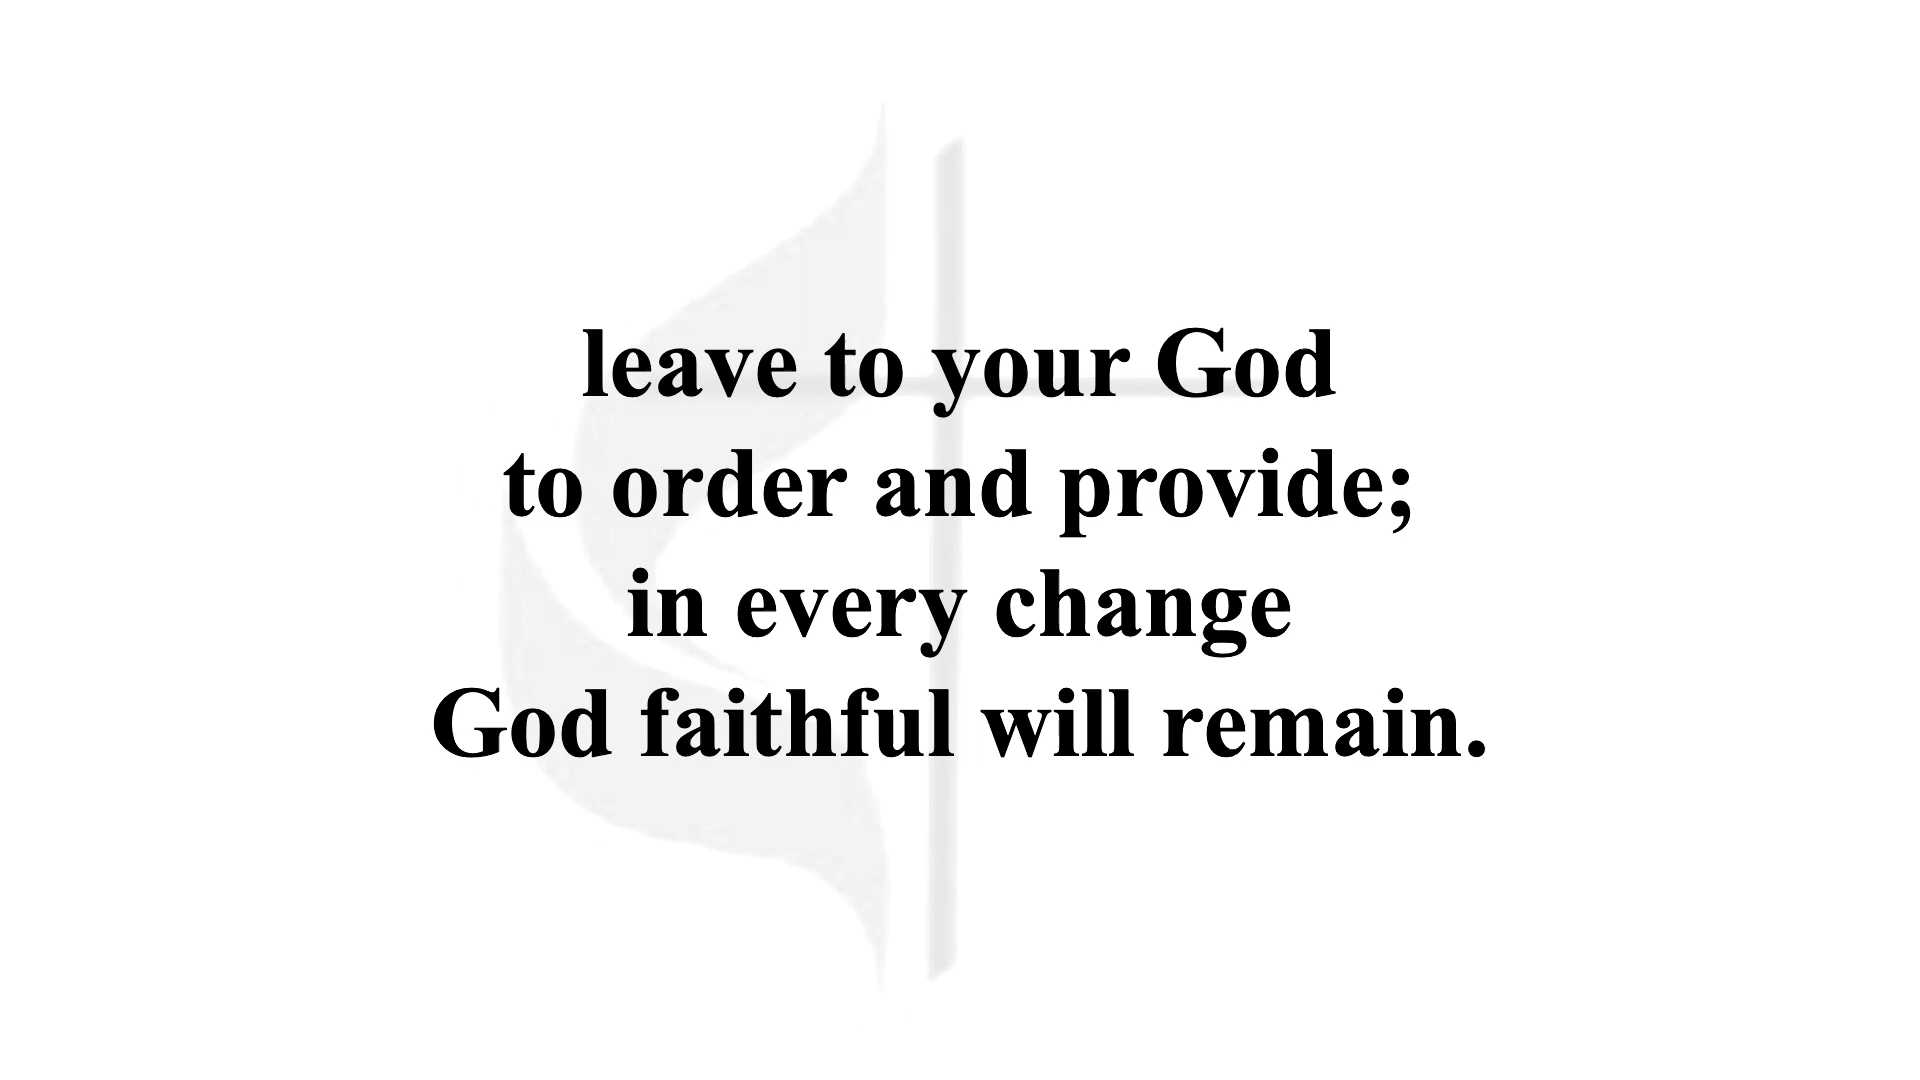 leave to your God
to order and provide;
in every change
God faithful will remain.